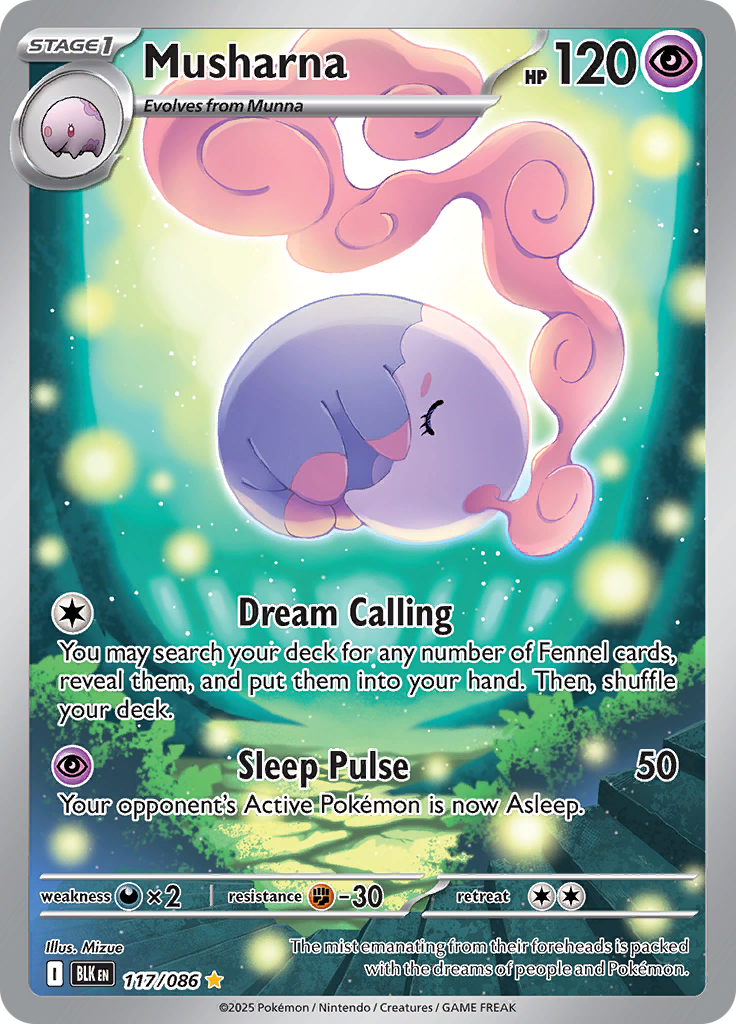 STAGE1
Musharna
HP 120
Evolves from Munna
Dream Calling
You may search your deck for any number of Fennel cards,
reveal them, and put them into your hand. Then, shuffle
your deck.
Sleep Pulse 50
Your opponent's Active Pokémon is now Asleep.
weakness ×2 resistance -30 retreat
Illus. Mizue
The mist emanating from their foreheads is packed
with the dreams of people and Pokémon.
I BLK EN 117/086
©2025 Pokémon / Nintendo / Creatures / GAME FREAK